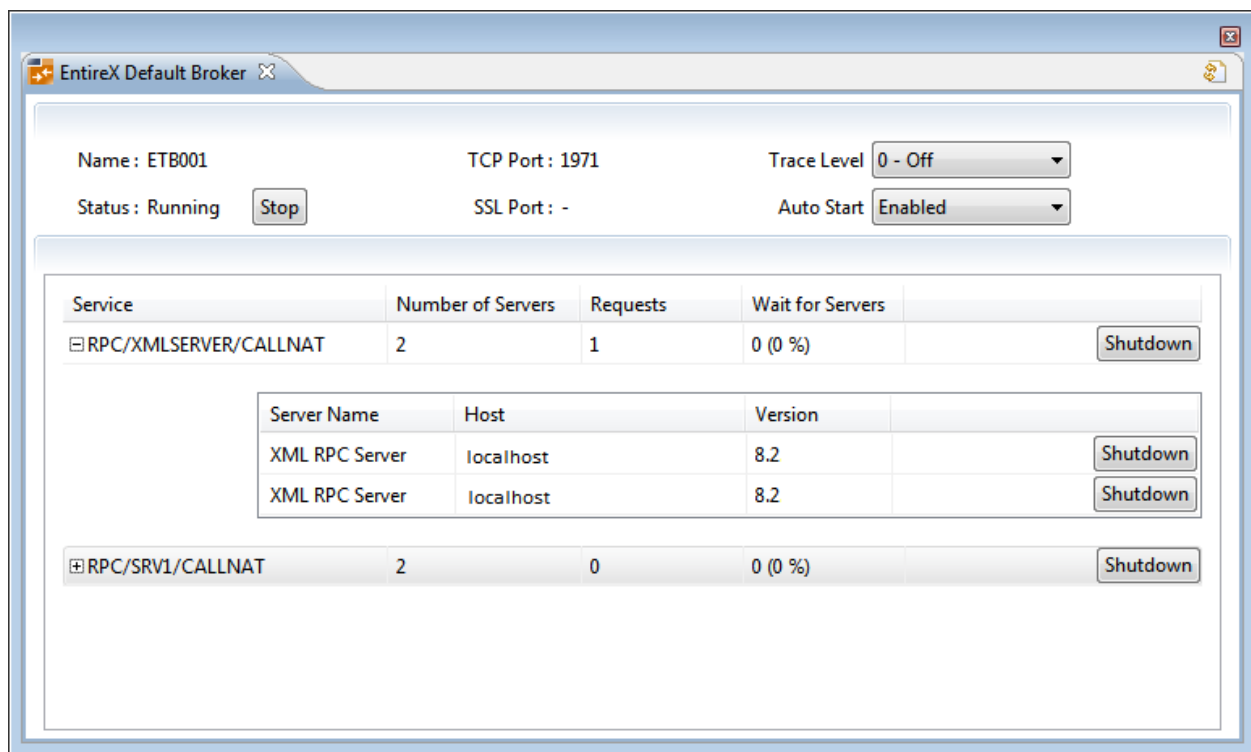 EntireX Default Broker
Name : ETB001 TCP Port : 1971 Trace Level 0 - Off
Status : Running Stop SSL Port : - Auto Start Enabled
Service Number of Servers Requests Wait for Servers
RPC/XMLSERVER/CALLNAT 2 1 0 (0 %) Shutdown
Server Name Host Version
XML RPC Server localhost 8.2 Shutdown
XML RPC Server localhost 8.2 Shutdown
RPC/SRV1/CALLNAT 2 0 0 (0 %) Shutdown